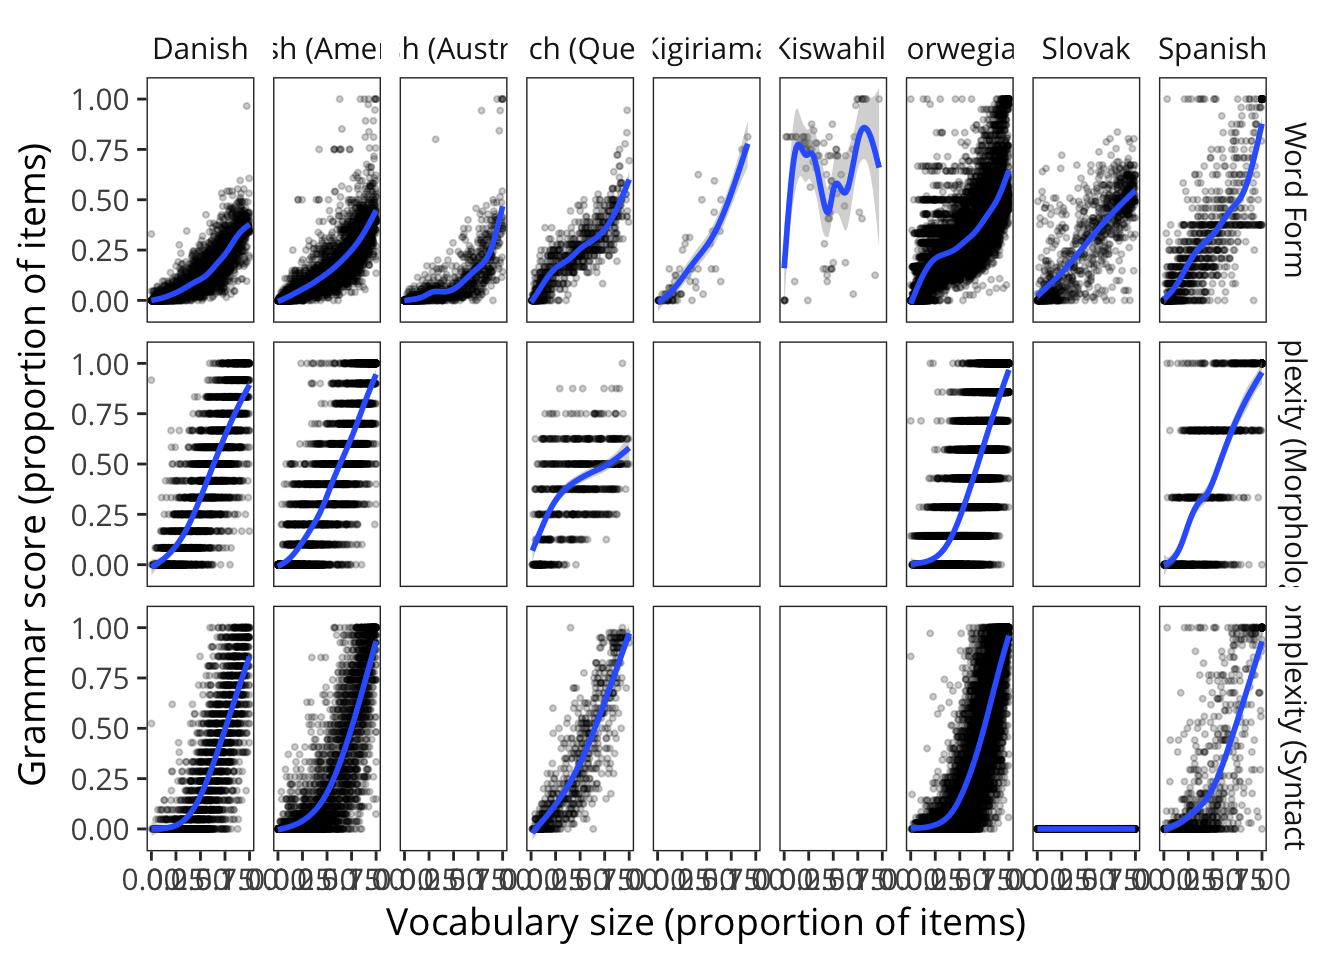 Danish
sh (Amer
h (Austr
ch (Que
Kigiriama
Kiswahil
orwegia
Slovak
Spanish
1.00
0.75
0.50
0.25
0.00
Word Form
1.00
0.75
0.50
0.25
0.00
plexity (Morpholog
1.00
0.75
0.50
0.25
0.00
omplexity (Syntact
Grammar score (proportion of items)
Vocabulary size (proportion of items)